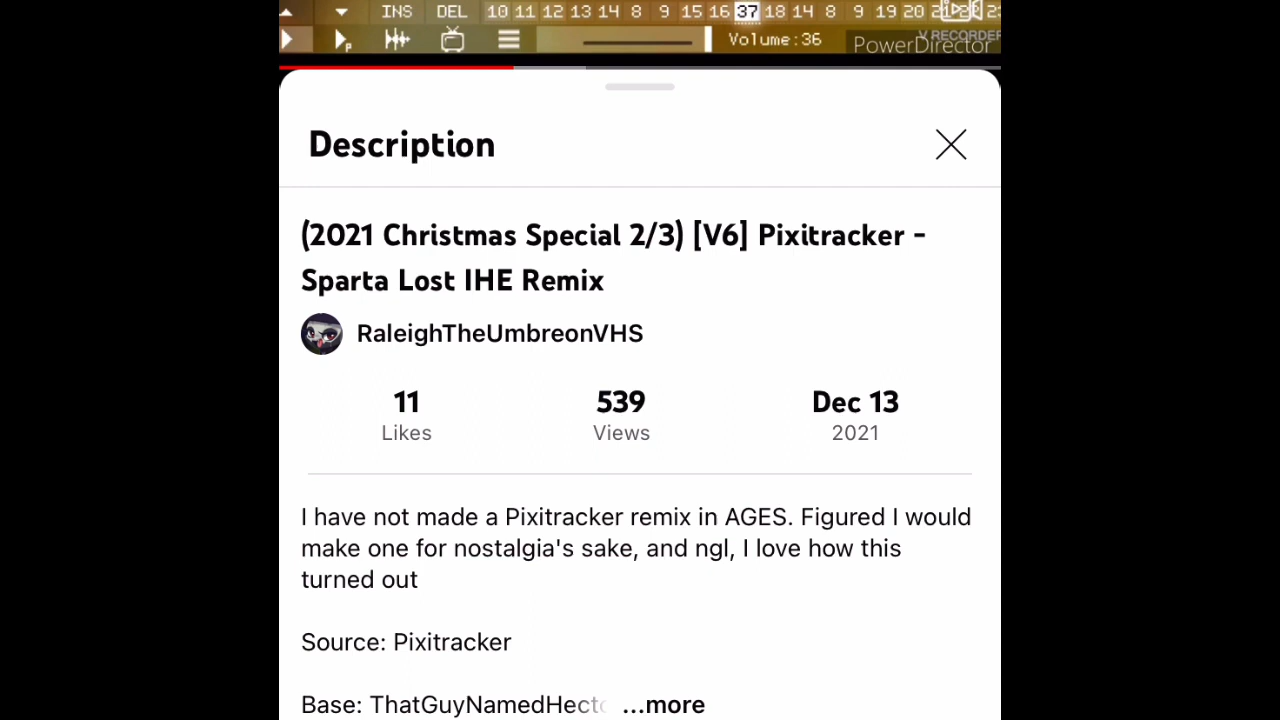 INS DEL 10 11 12 13 14 8 9 15 16 37 18 14 8 9 19 20
Volume:36
V RECORDER
PowerDirector
Description
(2021 Christmas Special 2/3) [V6] Pixitracker -
Sparta Lost IHE Remix
RaleighTheUmbreonVHS
11 539 Dec 13
Likes Views 2021
I have not made a Pixitracker remix in AGES. Figured I would
make one for nostalgia's sake, and ngl, I love how this
turned out
Source: Pixitracker
Base: ThatGuyNamedHect ...more